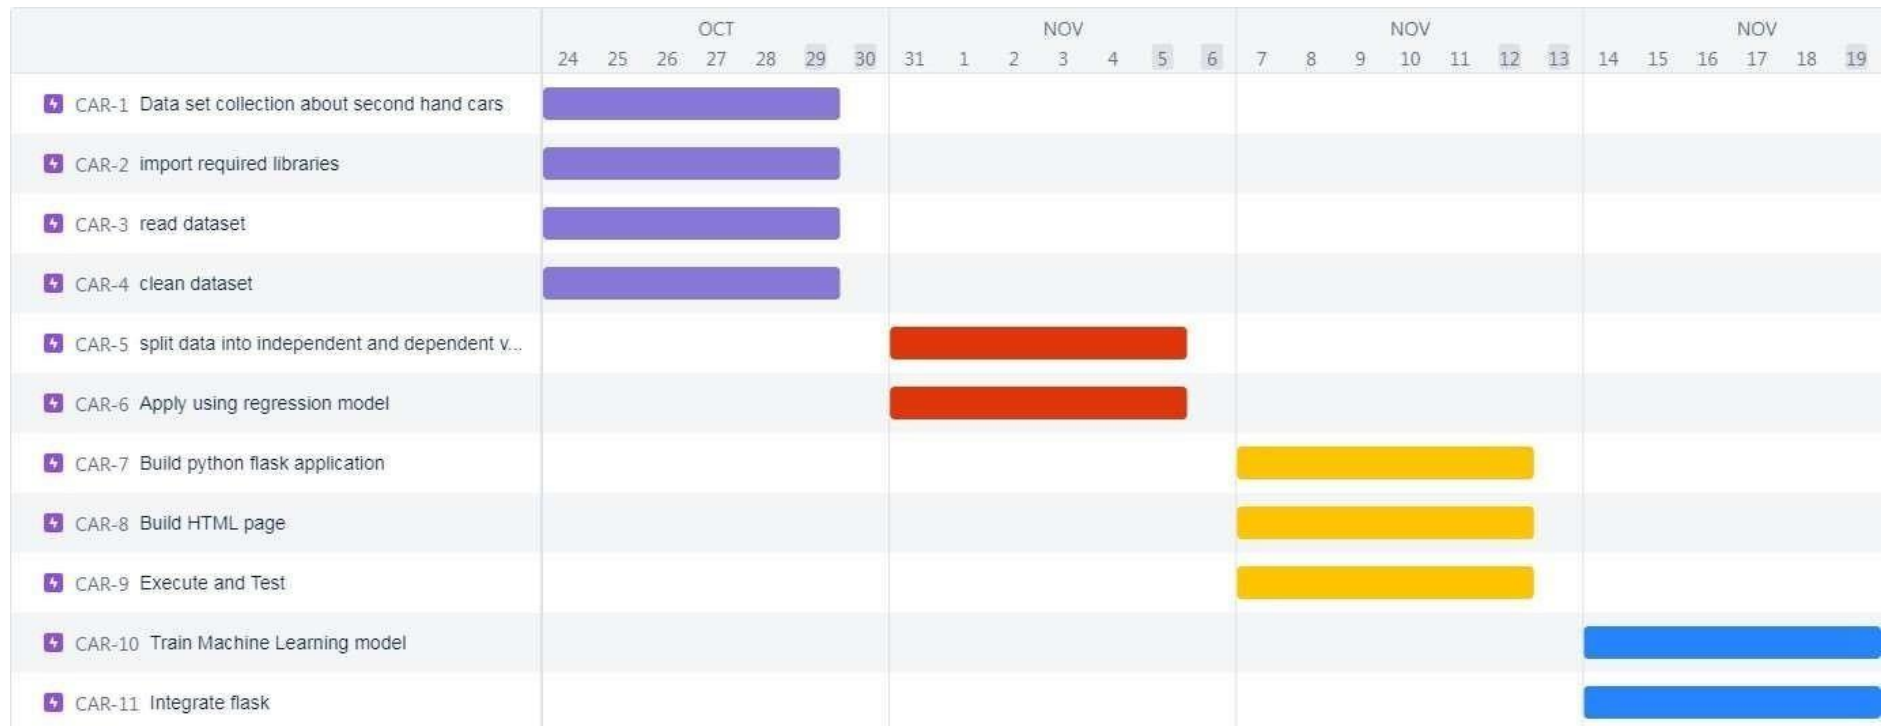 OCT NOV NOV NOV
24 25 26 27 28 29 30 31 1 2 3 4 5 6 7 8 9 10 11 12 13 14 15 16 17 18 19
CAR-1 Data set collection about second hand cars
CAR-2 import required libraries
CAR-3 read dataset
CAR-4 clean dataset
CAR-5 split data into independent and dependent v...
CAR-6 Apply using regression model
CAR-7 Build python flask application
CAR-8 Build HTML page
CAR-9 Execute and Test
CAR-10 Train Machine Learning model
CAR-11 Integrate flask